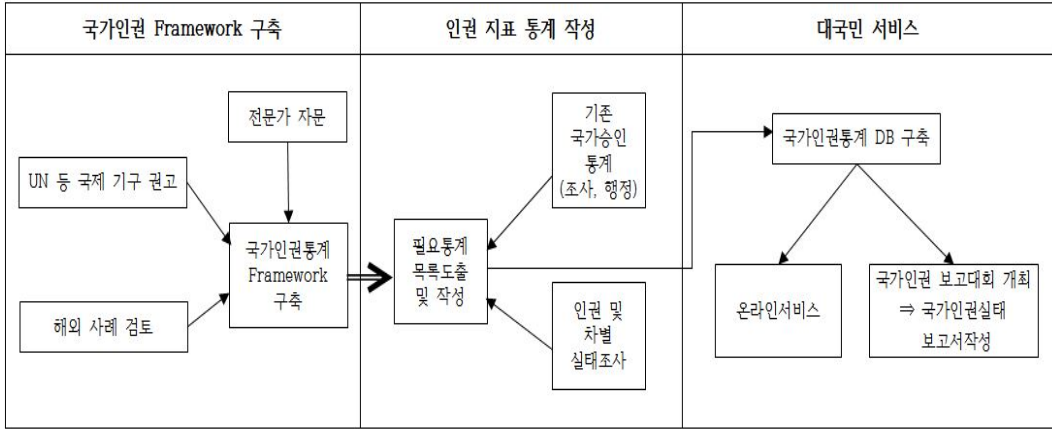 국가인권 Framework 구축
인권 지표 통계 작성
대국민 서비스
전문가 자문
UN 등 국제 기구 권고
국가인권통계
Framework
구축
해외 사례 검토
기존
국가승인
통계
(조사, 행정)
필요통계
목록도출
및 작성
인권 및
차별
실태조사
국가인권통계 DB 구축
온라인서비스
국가인권 보고대회 개최
⇒ 국가인권실태
보고서작성